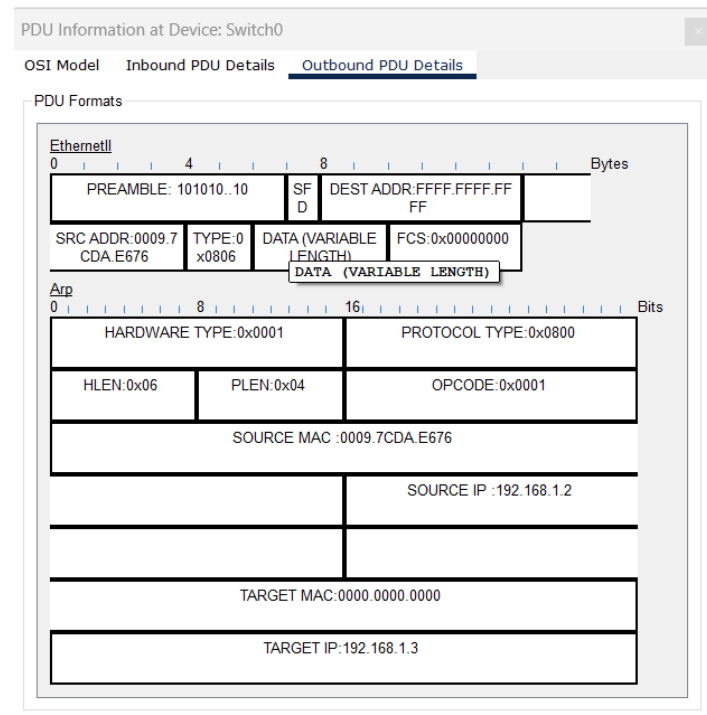 PDU Information at Device: Switch0
×
OSI Model Inbound PDU Details Outbound PDU Details
PDU Formats
EthernetII
0 4 8 Bytes
PREAMBLE: 101010..10 SF DEST ADDR:FFFF.FFFF.FF
D FF
SRC ADDR:0009.7 TYPE:0 DATA (VARIABLE FCS:0x00000000
CDA.E676 x0806 LENGTH)
DATA (VARIABLE LENGTH)
Arp
0 8 16 Bits
HARDWARE TYPE:0x0001 PROTOCOL TYPE:0x0800
HLEN:0x06 PLEN:0x04 OPCODE:0x0001
SOURCE MAC :0009.7CDA.E676
SOURCE IP :192.168.1.2
TARGET MAC:0000.0000.0000
TARGET IP:192.168.1.3